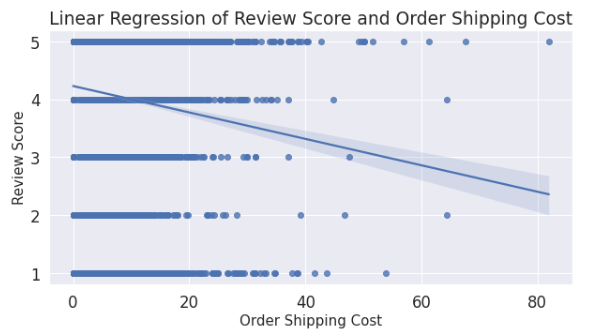 Linear Regression of Review Score and Order Shipping Cost
5
4
3
2
1
Review Score
0 20 40 60 80
Order Shipping Cost